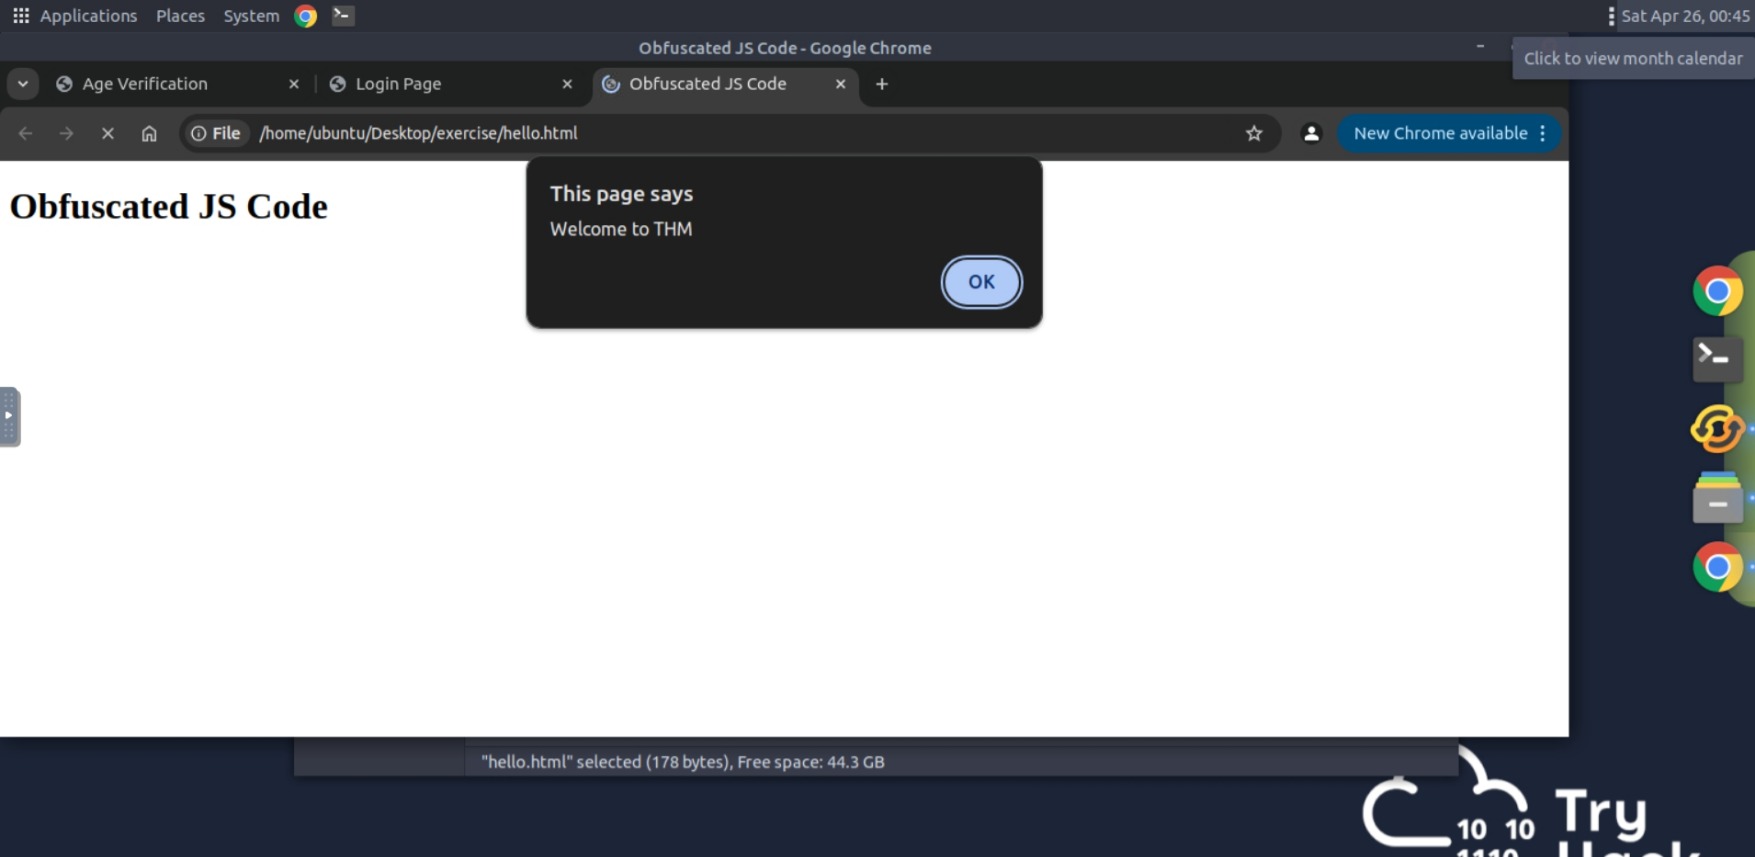 Applications Places System
Sat Apr 26, 00:45
Obfuscated JS Code - Google Chrome
Click to view month calendar
Age Verification
Login Page
Obfuscated JS Code
File /home/ubuntu/Desktop/exercise/hello.html
New Chrome available
Obfuscated JS Code
This page says
Welcome to THM
OK
"hello.html" selected (178 bytes), Free space: 44.3 GB
Try
10 10
1110
Hack